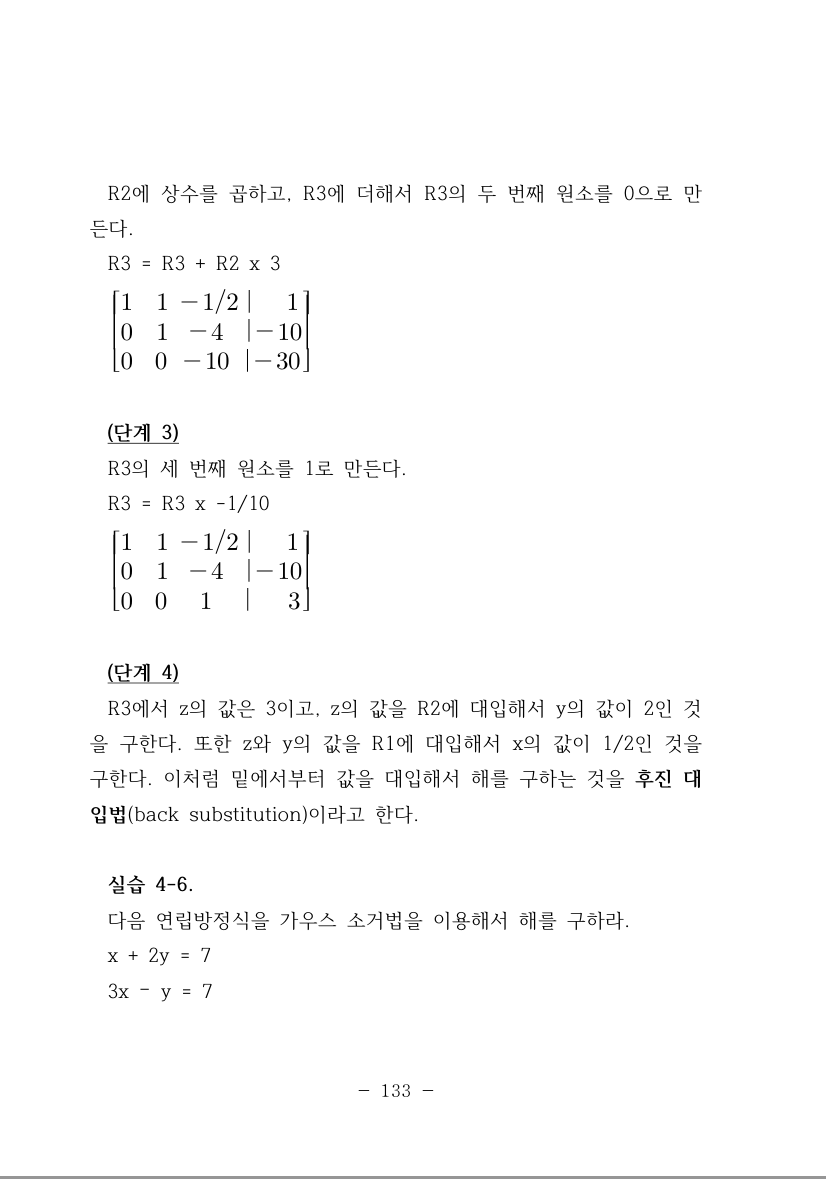 R2에 상수를 곱하고, R3에 더해서 R3의 두 번째 원소를 0으로 만
든다.
R3 = R3 + R2 x 3
[1 1 -1/2 | 1]
[0 1 -4 | -10]
[0 0 -10 | -30]
(단계 3)
R3의 세 번째 원소를 1로 만든다.
R3 = R3 x -1/10
[1 1 -1/2 | 1]
[0 1 -4 | -10]
[0 0 1 | 3]
(단계 4)
R3에서 z의 값은 3이고, z의 값을 R2에 대입해서 y의 값이 2인 것
을 구한다. 또한 z와 y의 값을 R1에 대입해서 x의 값이 1/2인 것을
구한다. 이처럼 밑에서부터 값을 대입해서 해를 구하는 것을 후진 대
입법(back substitution)이라고 한다.
실습 4-6.
다음 연립방정식을 가우스 소거법을 이용해서 해를 구하라.
x + 2y = 7
3x - y = 7
- 133 -